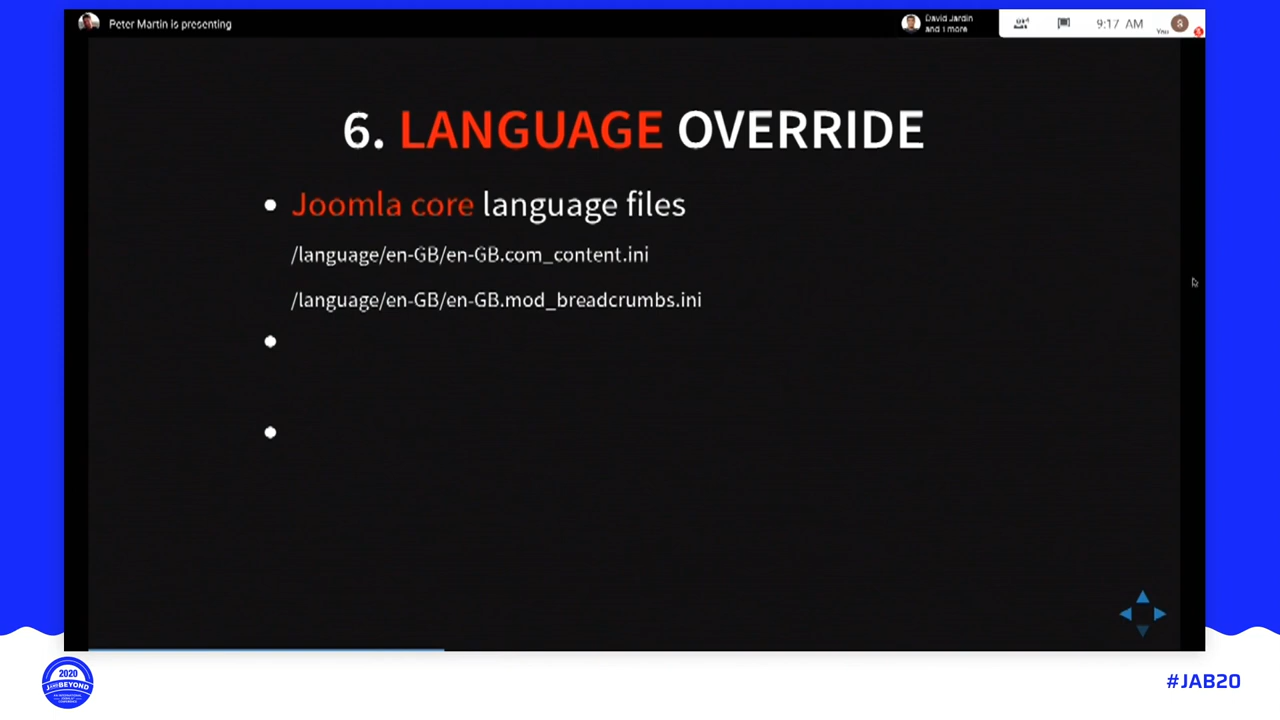 Peter Martin is presenting
David Jardin
and 1 more
9:17 AM
You
S
6. LANGUAGE OVERRIDE
Joomla core language files
/language/en-GB/en-GB.com_content.ini
/language/en-GB/en-GB.mod_breadcrumbs.ini
2020
BEYOND
#JAB20